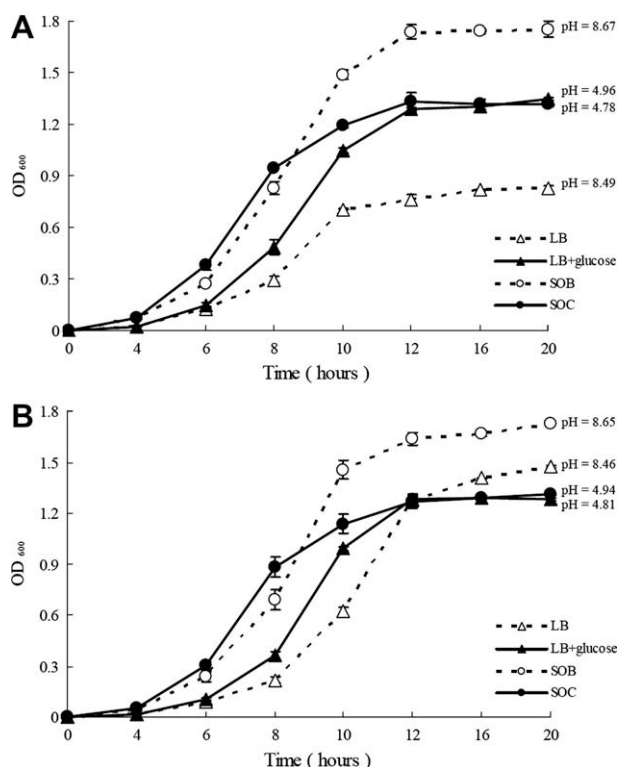 A
1.8
1.5
1.2
0.9
0.6
0.3
0
OD 600
pH = 8.67
pH = 4.96
pH = 4.78
pH = 8.49
LB
LB+glucose
SOB
SOC
0 4 6 8 10 12 16 20
Time ( hours )
B
1.8
1.5
1.2
0.9
0.6
0.3
0
OD 600
pH = 8.65
pH = 8.46
pH = 4.94
pH = 4.81
LB
LB+glucose
SOB
SOC
0 4 6 8 10 12 16 20
Time ( hours )